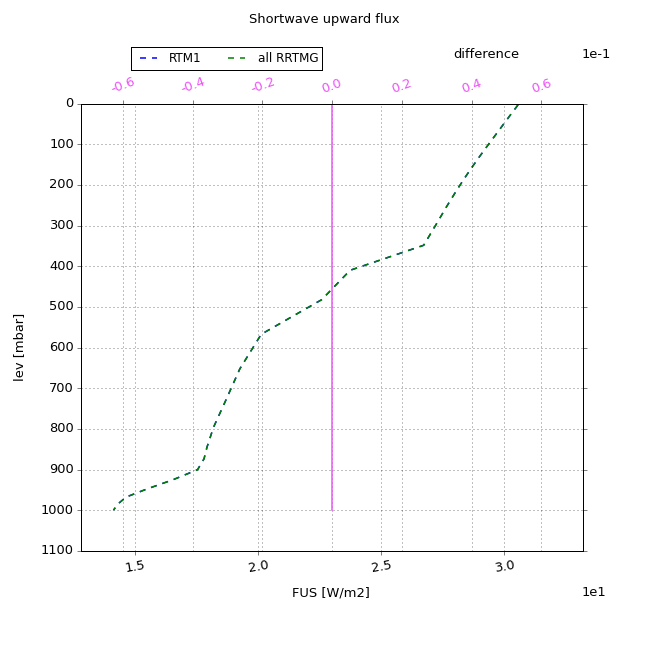 Shortwave upward flux
RTM1 all RRTMG difference 1e-1
-0.6 -0.4 -0.2 0.0 0.2 0.4 0.6
0
100
200
300
400
500
600
700
800
900
1000
1100
lev [mbar]
1.5 2.0 2.5 3.0
FUS [W/m2] 1e1